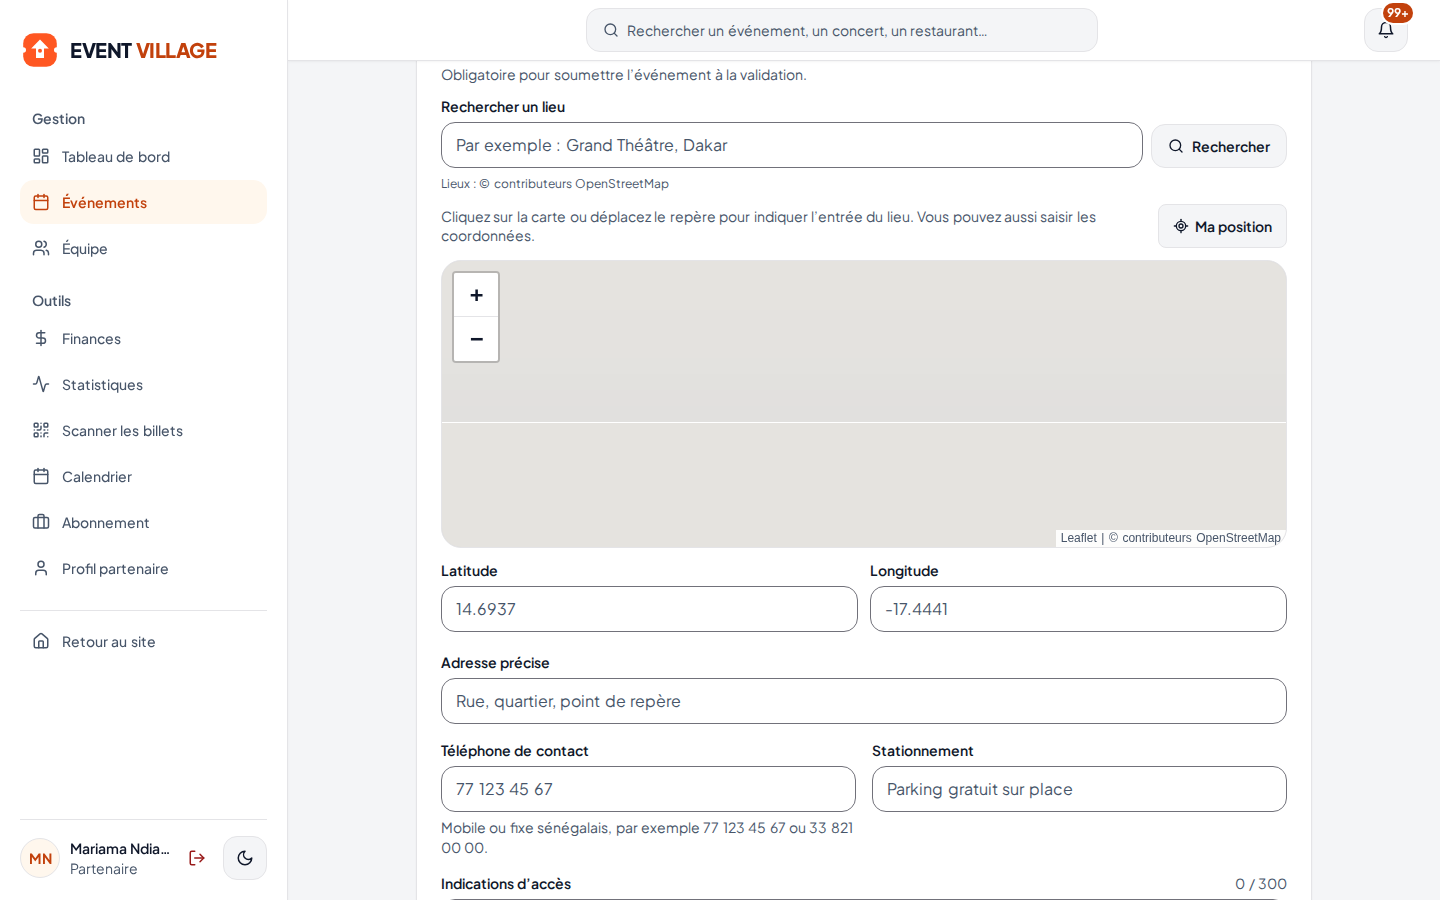 EVENT VILLAGE
Gestion
Tableau de bord
Événements
Équipe
Outils
Finances
Statistiques
Scanner les billets
Calendrier
Abonnement
Profil partenaire
Retour au site
MN
Mariama Ndia...
Partenaire
Rechercher un événement, un concert, un restaurant...
99+
Obligatoire pour soumettre l'événement à la validation.
Rechercher un lieu
Par exemple : Grand Théâtre, Dakar
Rechercher
Lieux : © contributeurs OpenStreetMap
Cliquez sur la carte ou déplacez le repère pour indiquer l'entrée du lieu. Vous pouvez aussi saisir les
coordonnées.
Ma position
+
−
Leaflet | © contributeurs OpenStreetMap
Latitude
Longitude
14.6937
-17.4441
Adresse précise
Rue, quartier, point de repère
Téléphone de contact
Stationnement
77 123 45 67
Parking gratuit sur place
Mobile ou fixe sénégalais, par exemple 77 123 45 67 ou 33 821
00 00.
Indications d'accès
0 / 300